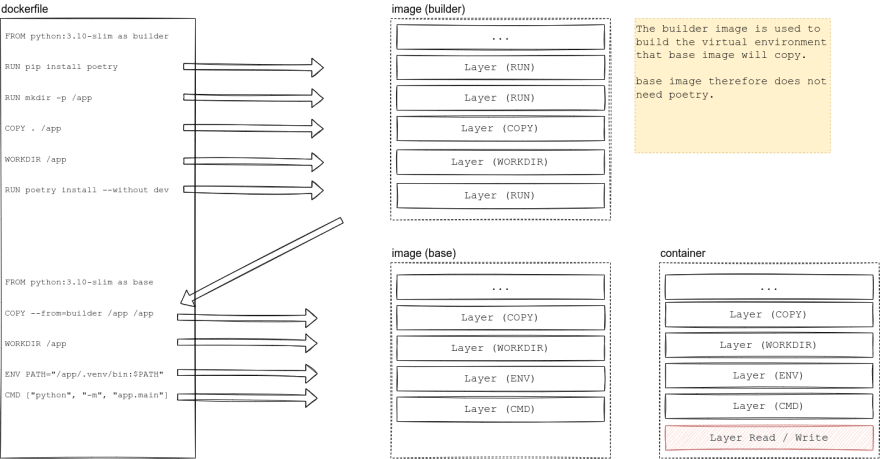 dockerfile
FROM python:3.10-slim as builder
RUN pip install poetry
RUN mkdir -p /app
COPY . /app
WORKDIR /app
RUN poetry install --without dev
FROM python:3.10-slim as base
COPY --from=builder /app /app
WORKDIR /app
ENV PATH="/app/.venv/bin:$PATH"
CMD ["python", "-m", "app.main"]
image (builder)
...
Layer (RUN)
Layer (RUN)
Layer (COPY)
Layer (WORKDIR)
Layer (RUN)
The builder image is used to
build the virtual environment
that base image will copy.
base image therefore does not
need poetry.
image (base)
...
Layer (COPY)
Layer (WORKDIR)
Layer (ENV)
Layer (CMD)
container
...
Layer (COPY)
Layer (WORKDIR)
Layer (ENV)
Layer (CMD)
Layer Read / Write